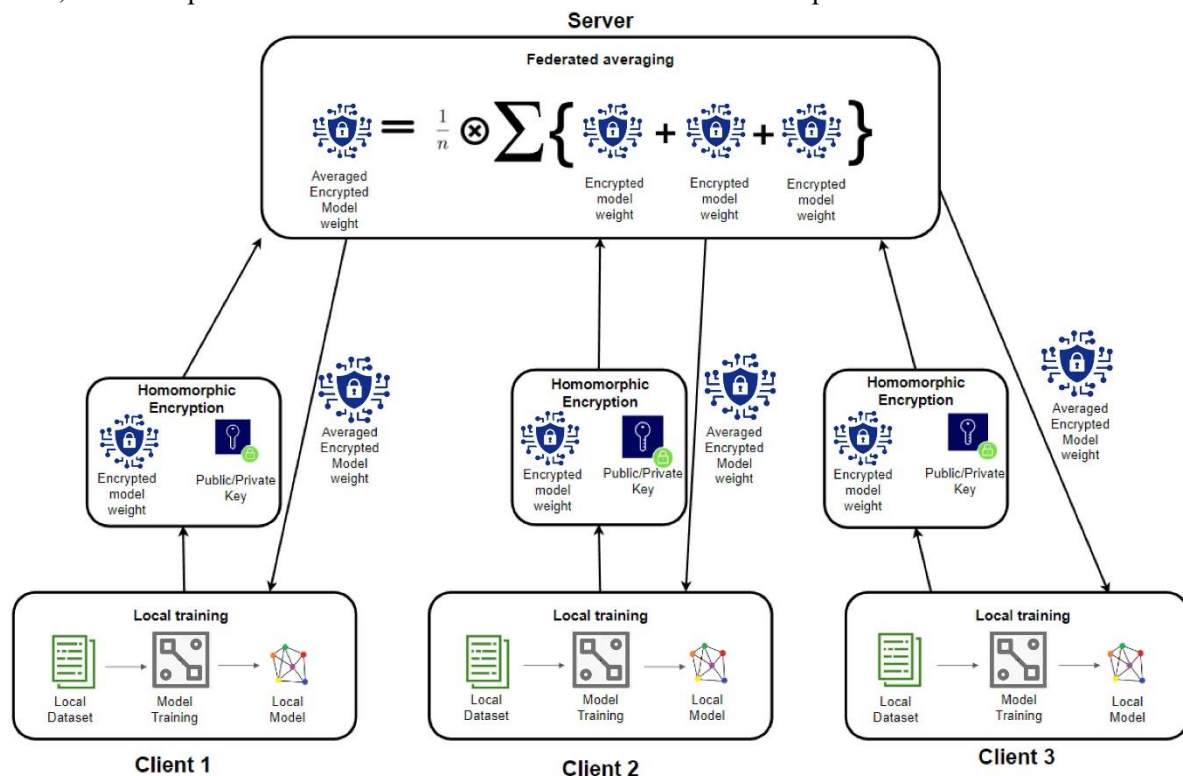 Server
Federated averaging
= 1/n ⊗ ∑ { + + }
Averaged
Encrypted
Model
weight
Encrypted
model
weight
Encrypted
model
weight
Encrypted
model
weight
Homomorphic
Encryption
Encrypted
model
weight
Public/Private
Key
Averaged
Encrypted
Model
weight
Homomorphic
Encryption
Encrypted
model
weight
Public/Private
Key
Averaged
Encrypted
Model
weight
Homomorphic
Encryption
Encrypted
model
weight
Public/Private
Key
Averaged
Encrypted
Model
weight
Local training
Local
Dataset
Model
Training
Local
Model
Client 1
Local training
Local
Dataset
Model
Training
Local
Model
Client 2
Local training
Local
Dataset
Model
Training
Local
Model
Client 3